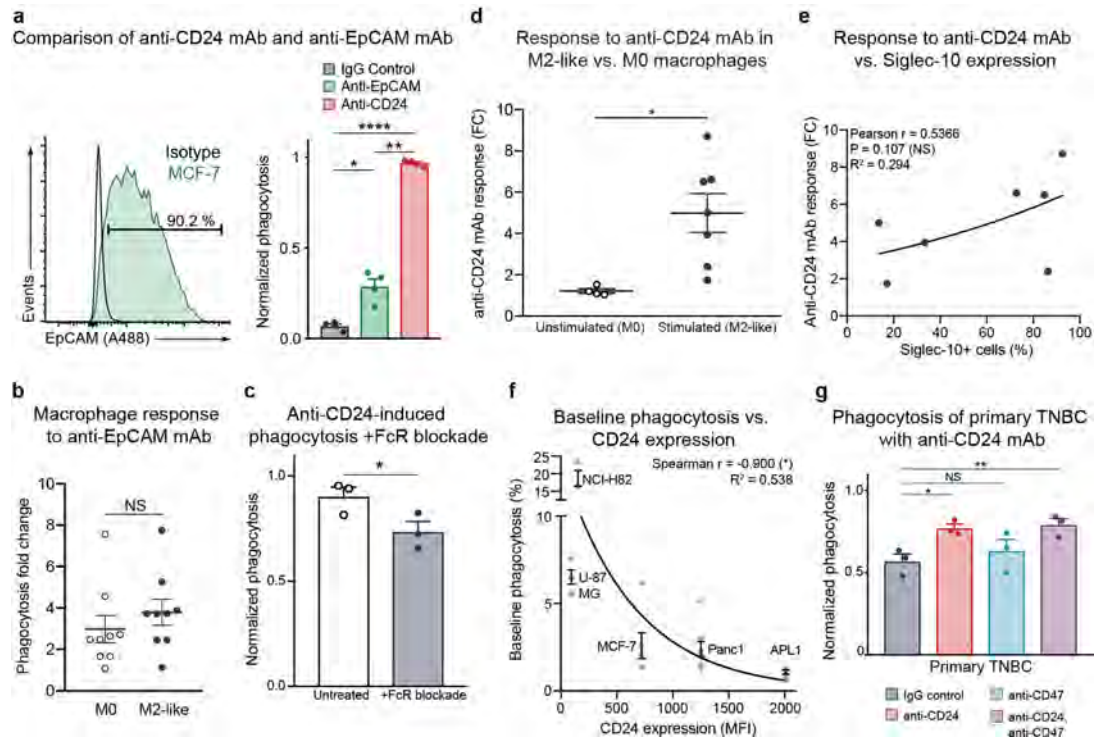 a
Comparison of anti-CD24 mAb and anti-EpCAM mAb
IgG Control
Anti-EpCAM
Anti-CD24
Isotype
MCF-7
90.2 %
Events
EpCAM (A488)
****
*
**
Normalized phagocytosis
1
0.5
0.0
d
Response to anti-CD24 mAb in
M2-like vs. M0 macrophages
*
anti-CD24 mAb response (FC)
10
8
6
4
2
0
Unstimulated (M0)
Stimulated (M2-like)
e
Response to anti-CD24 mAb
vs. Siglec-10 expression
Pearson r = 0.5366
P = 0.107 (NS)
R² = 0.294
Anti-CD24 mAb response (FC)
10
8
6
4
2
0
0 20 40 60 80 100
Siglec-10+ cells (%)
b
Macrophage response
to anti-EpCAM mAb
NS
Phagocytosis fold change
10
8
6
4
2
0
M0
M2-like
c
Anti-CD24-induced
phagocytosis +FcR blockade
*
Normalized phagocytosis
1.0
0.5
0.0
Untreated
+FcR blockade
f
Baseline phagocytosis vs.
CD24 expression
Spearman r = -0.900 (*)
R² = 0.538
Baseline phagocytosis (%)
25
20
15
10
5
0
NCI-H82
U-87
MG
MCF-7
Panc1
APL1
0 500 1000 1500 2000
CD24 expression (MFI)
g
Phagocytosis of primary TNBC
with anti-CD24 mAb
**
NS
*
Normalized phagocytosis
1.0
0.5
0.0
Primary TNBC
IgG control
anti-CD24
anti-CD47
anti-CD24,
anti-CD47